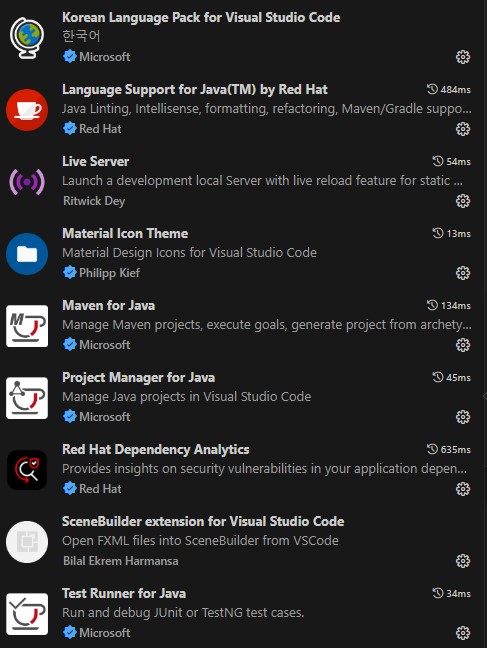 Korean Language Pack for Visual Studio Code
한국어
Microsoft
Language Support for Java(TM) by Red Hat 484ms
Java Linting, Intellisense, formatting, refactoring, Maven/Gradle suppo...
Red Hat
Live Server 54ms
Launch a development local Server with live reload feature for static ...
Ritwick Dey
Material Icon Theme 13ms
Material Design Icons for Visual Studio Code
Philipp Kief
Maven for Java 134ms
Manage Maven projects, execute goals, generate project from archety...
Microsoft
Project Manager for Java 45ms
Manage Java projects in Visual Studio Code
Microsoft
Red Hat Dependency Analytics 635ms
Provides insights on security vulnerabilities in your application depen...
Red Hat
SceneBuilder extension for Visual Studio Code
Open FXML files into SceneBuilder from VSCode
Bilal Ekrem Harmansa
Test Runner for Java 34ms
Run and debug JUnit or TestNG test cases.
Microsoft